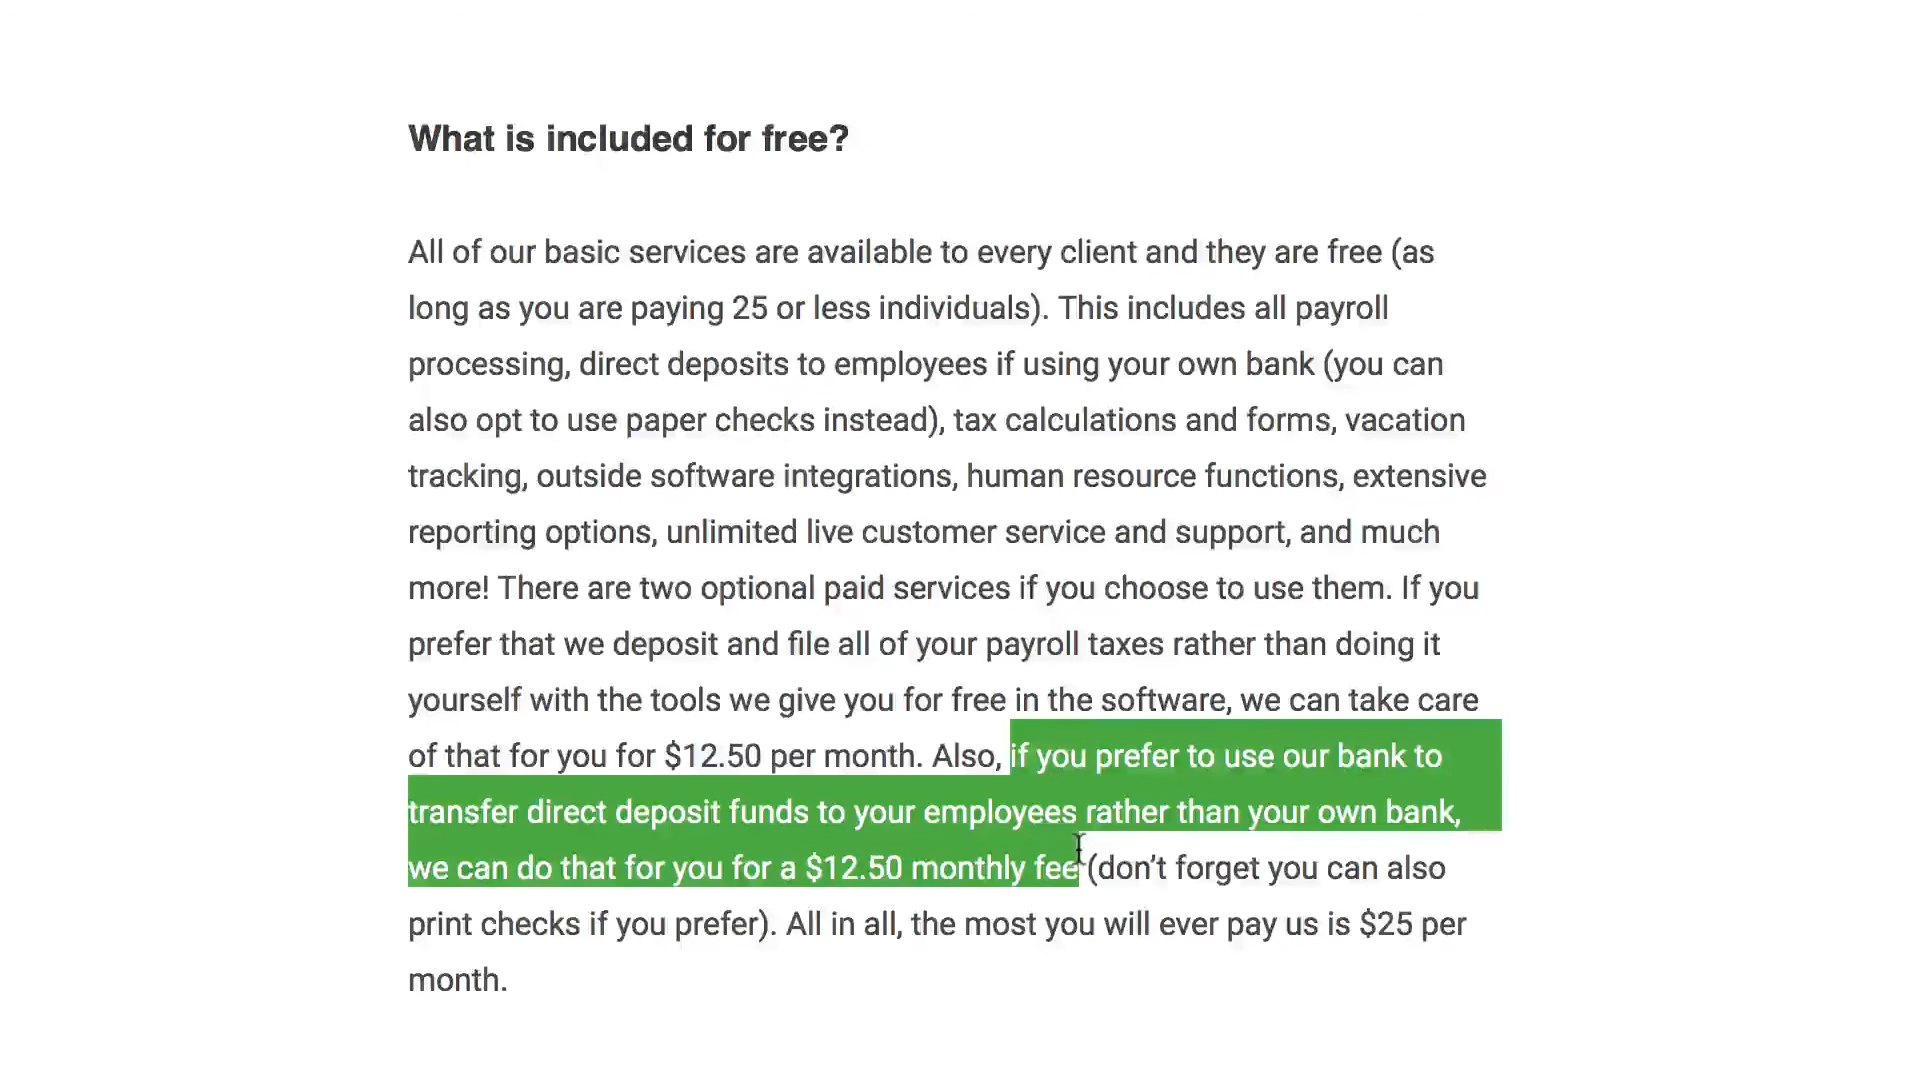 What is included for free?
All of our basic services are available to every client and they are free (as
long as you are paying 25 or less individuals). This includes all payroll
processing, direct deposits to employees if using your own bank (you can
also opt to use paper checks instead), tax calculations and forms, vacation
tracking, outside software integrations, human resource functions, extensive
reporting options, unlimited live customer service and support, and much
more! There are two optional paid services if you choose to use them. If you
prefer that we deposit and file all of your payroll taxes rather than doing it
yourself with the tools we give you for free in the software, we can take care
of that for you for $12.50 per month. Also, if you prefer to use our bank to
transfer direct deposit funds to your employees rather than your own bank,
we can do that for you for a $12.50 monthly fee (don’t forget you can also
print checks if you prefer). All in all, the most you will ever pay us is $25 per
month.